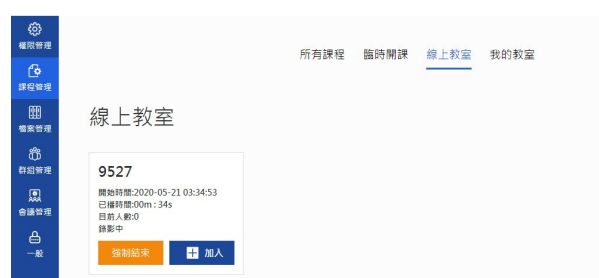 權限管理
課程管理
檔案管理
群組管理
會議管理
一般
所有課程 臨時開課 線上教室 我的教室
線上教室
9527
開始時間:2020-05-21 03:34:53
已播時間:00m : 34s
目前人數:0
錄影中
強制結束 加入